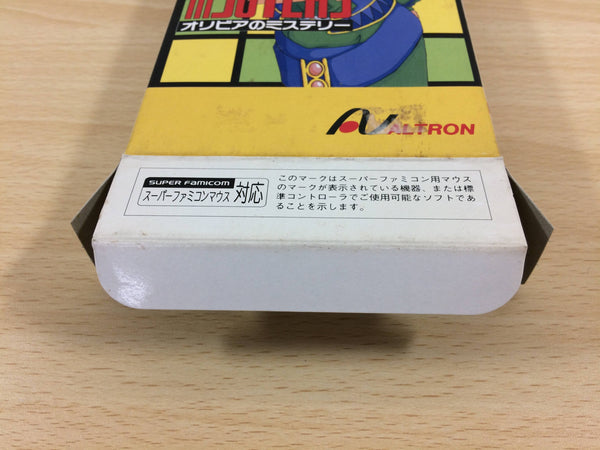 オリビアのミステリー
ALTRON
SUPER FAMICOM
スーパーファミコンマウス 対応
このマークはスーパーファミコン用マウス
のマークが表示されている機器、または標
準コントローラでご使用可能なソフトであ
ることを示します。